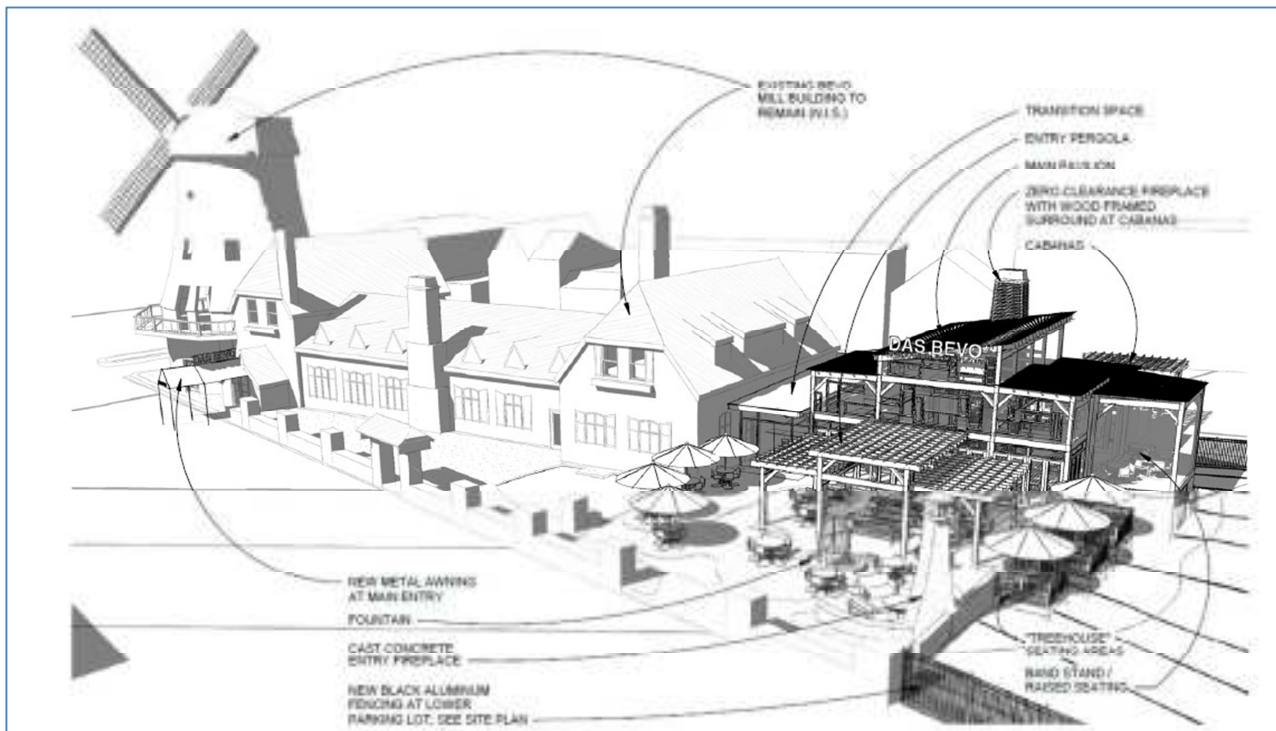 EXISTING BEVO
MILL BUILDING TO
REMAIN (N.I.S.)
TRANSITION SPACE
ENTRY PERGOLA
MAIN PAVILION
ZERO-CLEARANCE FIREPLACE
WITH WOOD FRAMED
SURROUND AT CABANAS
CABANAS
DAS BEVO
DAS BEVO
NEW METAL AWNING
AT MAIN ENTRY
FOUNTAIN
CAST CONCRETE
ENTRY FIREPLACE
NEW BLACK ALUMINUM
FENCING AT LOWER
PARKING LOT; SEE SITE PLAN
"TREEHOUSE"
SEATING AREAS
BAND STAND /
RAISED SEATING